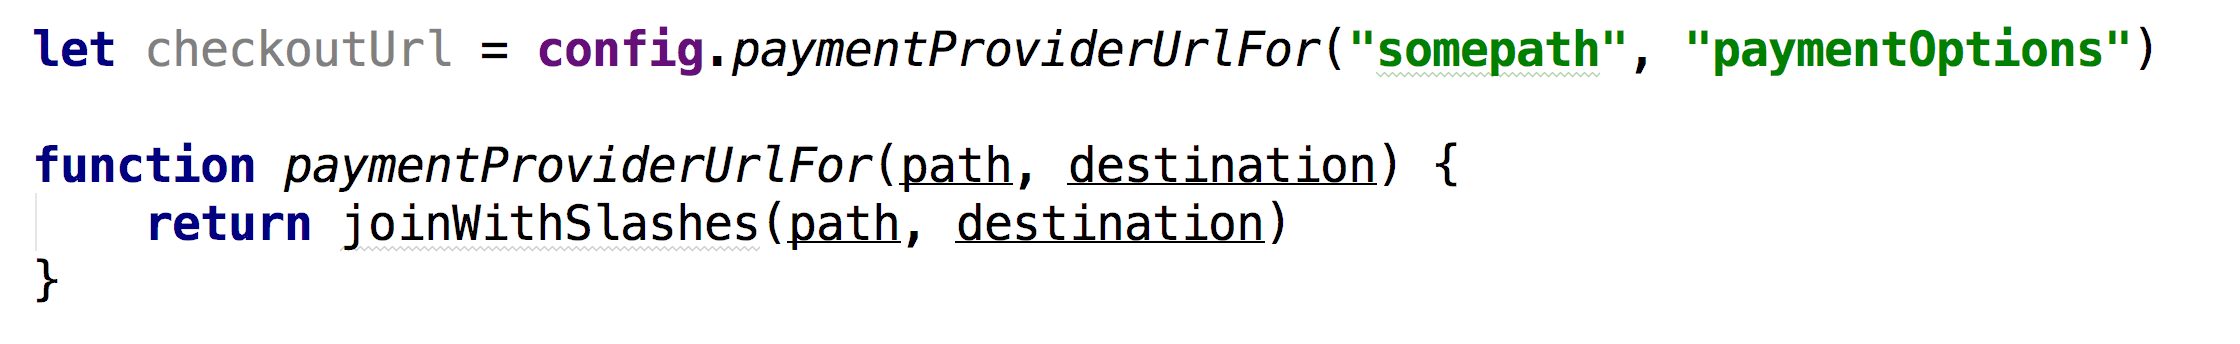 let checkoutUrl = config.paymentProviderUrlFor("somepath", "paymentOptions")
function paymentProviderUrlFor(path, destination) {
    return joinWithSlashes(path, destination)
}